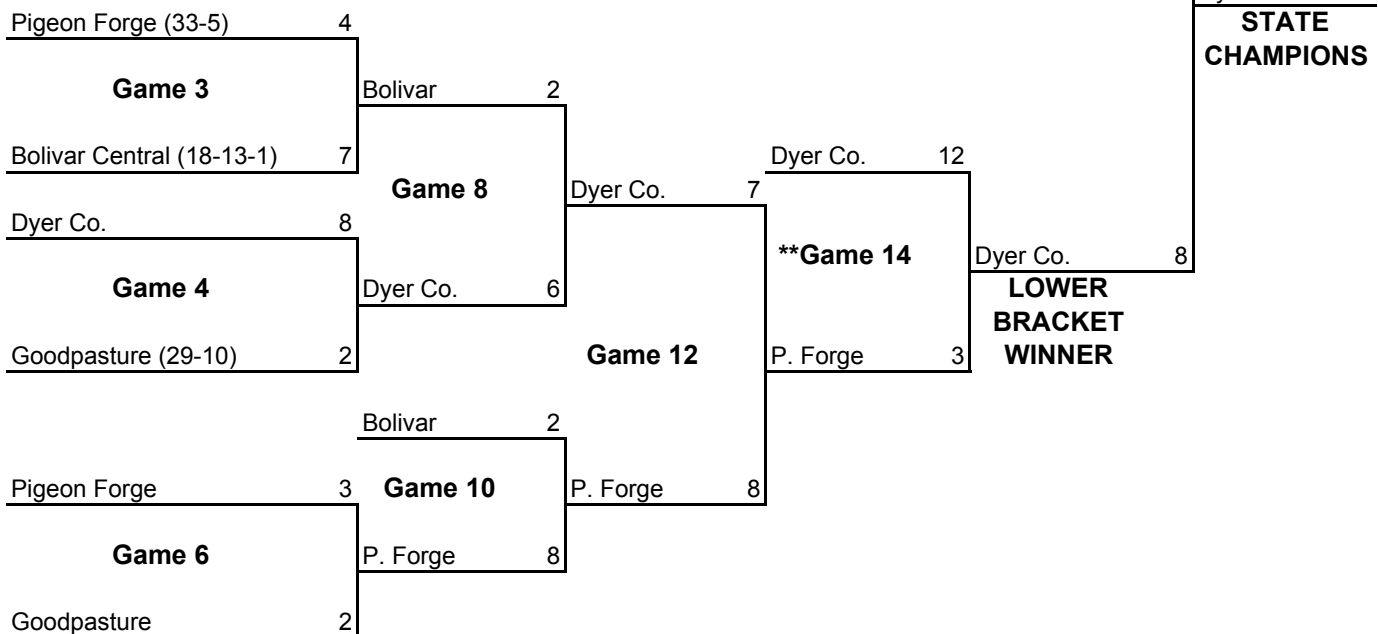 Pigeon Forge (33-5) 4
STATE
CHAMPIONS
Game 3
Bolivar 2
Bolivar Central (18-13-1) 7
Dyer Co. 12
Game 8
Dyer Co. 7
Dyer Co. 8
**Game 14
Dyer Co. 8
Game 4
Dyer Co. 6
LOWER
BRACKET
WINNER
Goodpasture (29-10) 2
Game 12
P. Forge 3
Bolivar 2
Pigeon Forge 3
Game 10
P. Forge 8
Game 6
P. Forge 8
Goodpasture 2